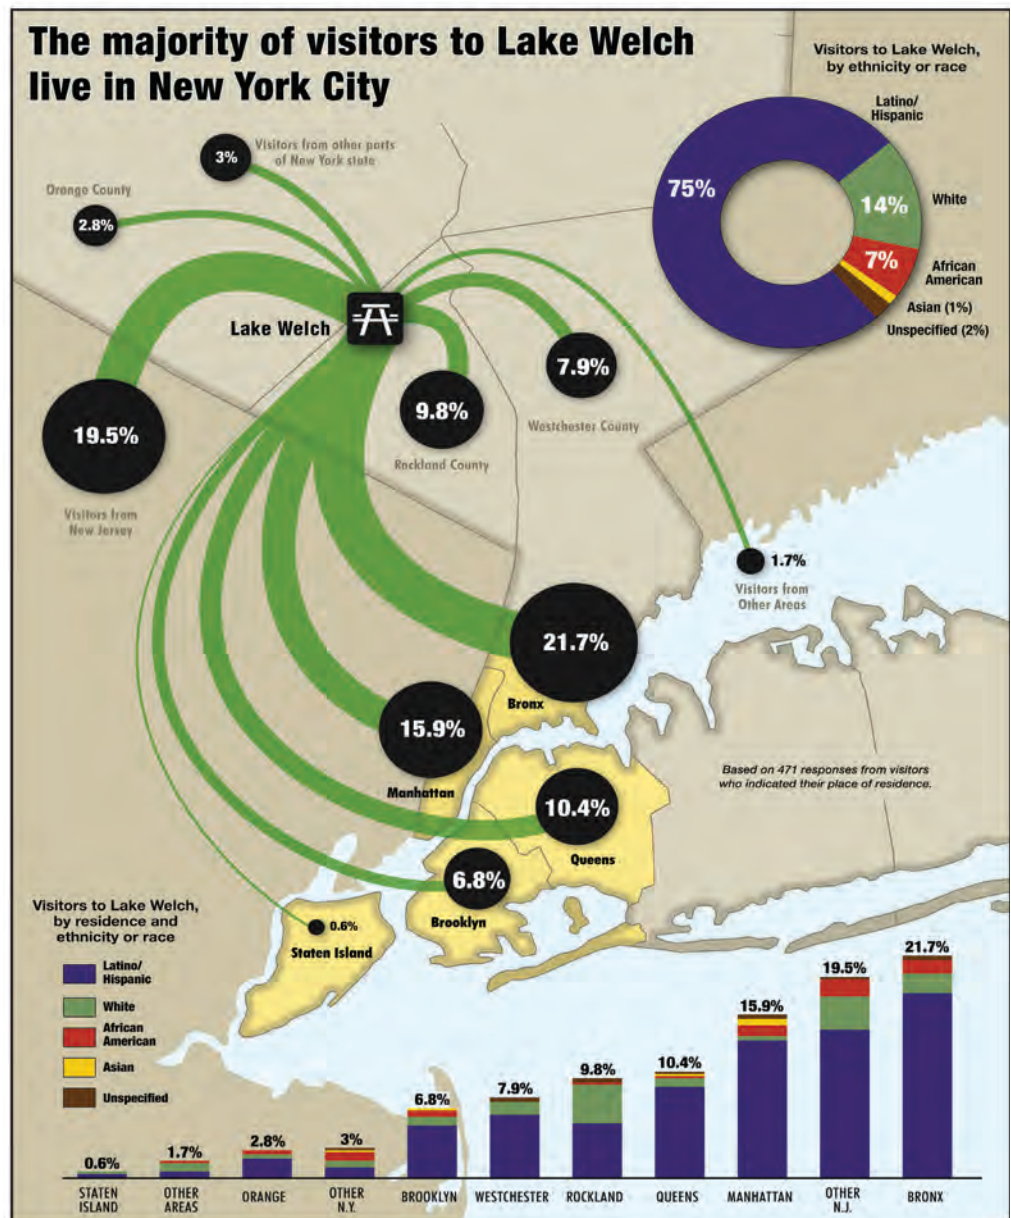 The majority of visitors to Lake Welch
live in New York City
Visitors to Lake Welch,
by ethnicity or race
Latino/
Hispanic
75%
White
14%
African
American
7%
Asian (1%)
Unspecified (2%)
Visitors from other parts
of New York state
3%
Orange County
2.8%
Lake Welch
19.5%
Visitors from
New Jersey
9.8%
Rockland County
7.9%
Westchester County
1.7%
Visitors from
Other Areas
21.7%
Bronx
15.9%
Manhattan
10.4%
Queens
6.8%
Brooklyn
0.6%
Staten Island
Based on 471 responses from visitors
who indicated their place of residence.
Visitors to Lake Welch,
by residence and
ethnicity or race
Latino/
Hispanic
White
African
American
Asian
Unspecified
0.6%
1.7%
2.8%
3%
6.8%
7.9%
9.8%
10.4%
15.9%
19.5%
21.7%
STATEN
ISLAND
OTHER
AREAS
ORANGE
OTHER
N.Y.
BROOKLYN
WESTCHESTER
ROCKLAND
QUEENS
MANHATTAN
OTHER
N.J.
BRONX